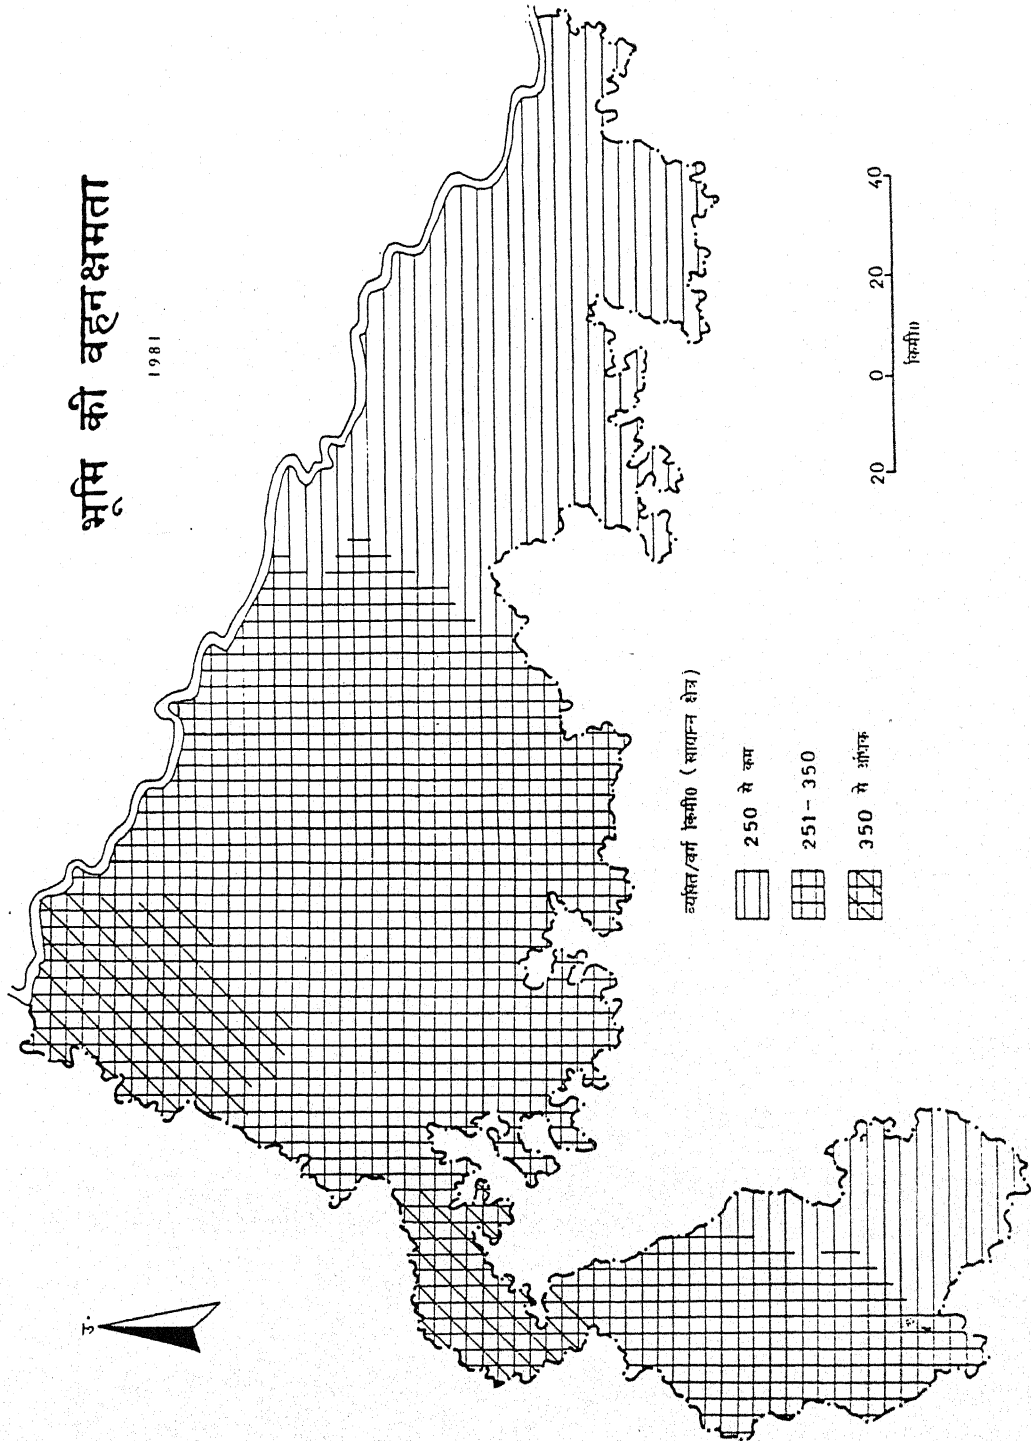 भूमि की वहनक्षमता
1981
उ.
व्यक्ति/वर्ग किमी० (खाद्यान्न क्षेत्र)
250 से कम
251-350
350 से अधिक
20 0 20 40
किमी०